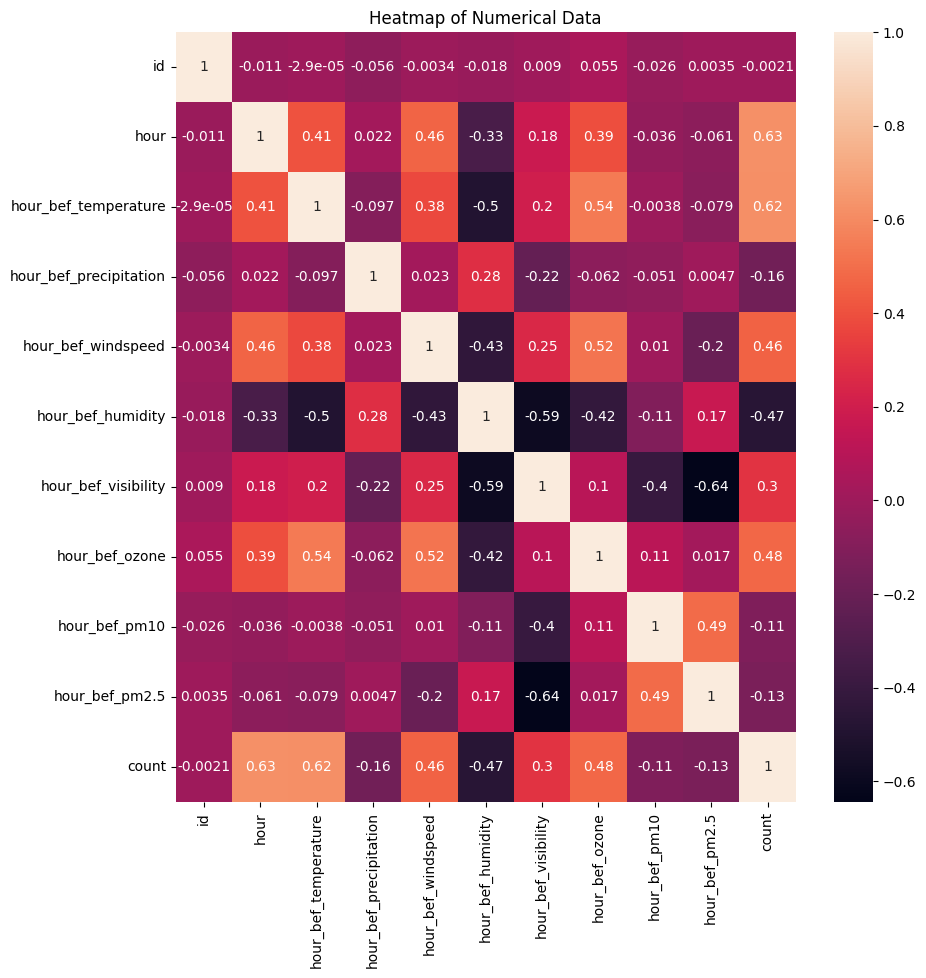 Heatmap of Numerical Data
id 1 -0.011 -2.9e-05 -0.056 -0.0034 -0.018 0.009 0.055 -0.026 0.0035 -0.0021
hour -0.011 1 0.41 0.022 0.46 -0.33 0.18 0.39 -0.036 -0.061 0.63
hour_bef_temperature -2.9e-05 0.41 1 -0.097 0.38 -0.5 0.2 0.54 -0.0038 -0.079 0.62
hour_bef_precipitation -0.056 0.022 -0.097 1 0.023 0.28 -0.22 -0.062 -0.051 0.0047 -0.16
hour_bef_windspeed -0.0034 0.46 0.38 0.023 1 -0.43 0.25 0.52 0.01 -0.2 0.46
hour_bef_humidity -0.018 -0.33 -0.5 0.28 -0.43 1 -0.59 -0.42 -0.11 0.17 -0.47
hour_bef_visibility 0.009 0.18 0.2 -0.22 0.25 -0.59 1 0.1 -0.4 -0.64 0.3
hour_bef_ozone 0.055 0.39 0.54 -0.062 0.52 -0.42 0.1 1 0.11 0.017 0.48
hour_bef_pm10 -0.026 -0.036 -0.0038 -0.051 0.01 -0.11 -0.4 0.11 1 0.49 -0.11
hour_bef_pm2.5 0.0035 -0.061 -0.079 0.0047 -0.2 0.17 -0.64 0.017 0.49 1 -0.13
count -0.0021 0.63 0.62 -0.16 0.46 -0.47 0.3 0.48 -0.11 -0.13 1
id
hour
hour_bef_temperature
hour_bef_precipitation
hour_bef_windspeed
hour_bef_humidity
hour_bef_visibility
hour_bef_ozone
hour_bef_pm10
hour_bef_pm2.5
count
1.0
0.8
0.6
0.4
0.2
0.0
−0.2
−0.4
−0.6